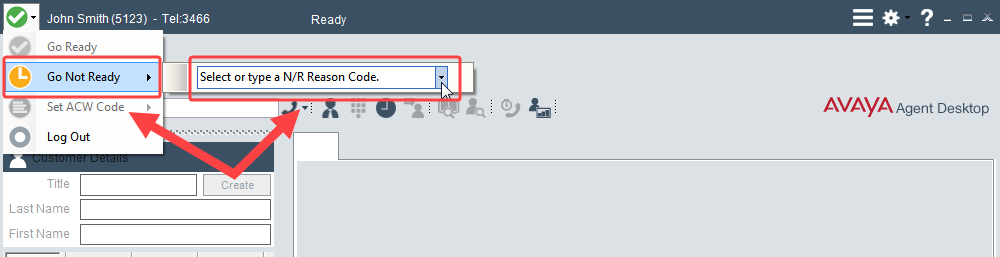 John Smith (5123) - Tel:3466
Ready
?
Go Ready
Go Not Ready
Select or type a N/R Reason Code.
Set ACW Code
Log Out
AVAYA Agent Desktop
Customer Details
Title
Create
Last Name
First Name